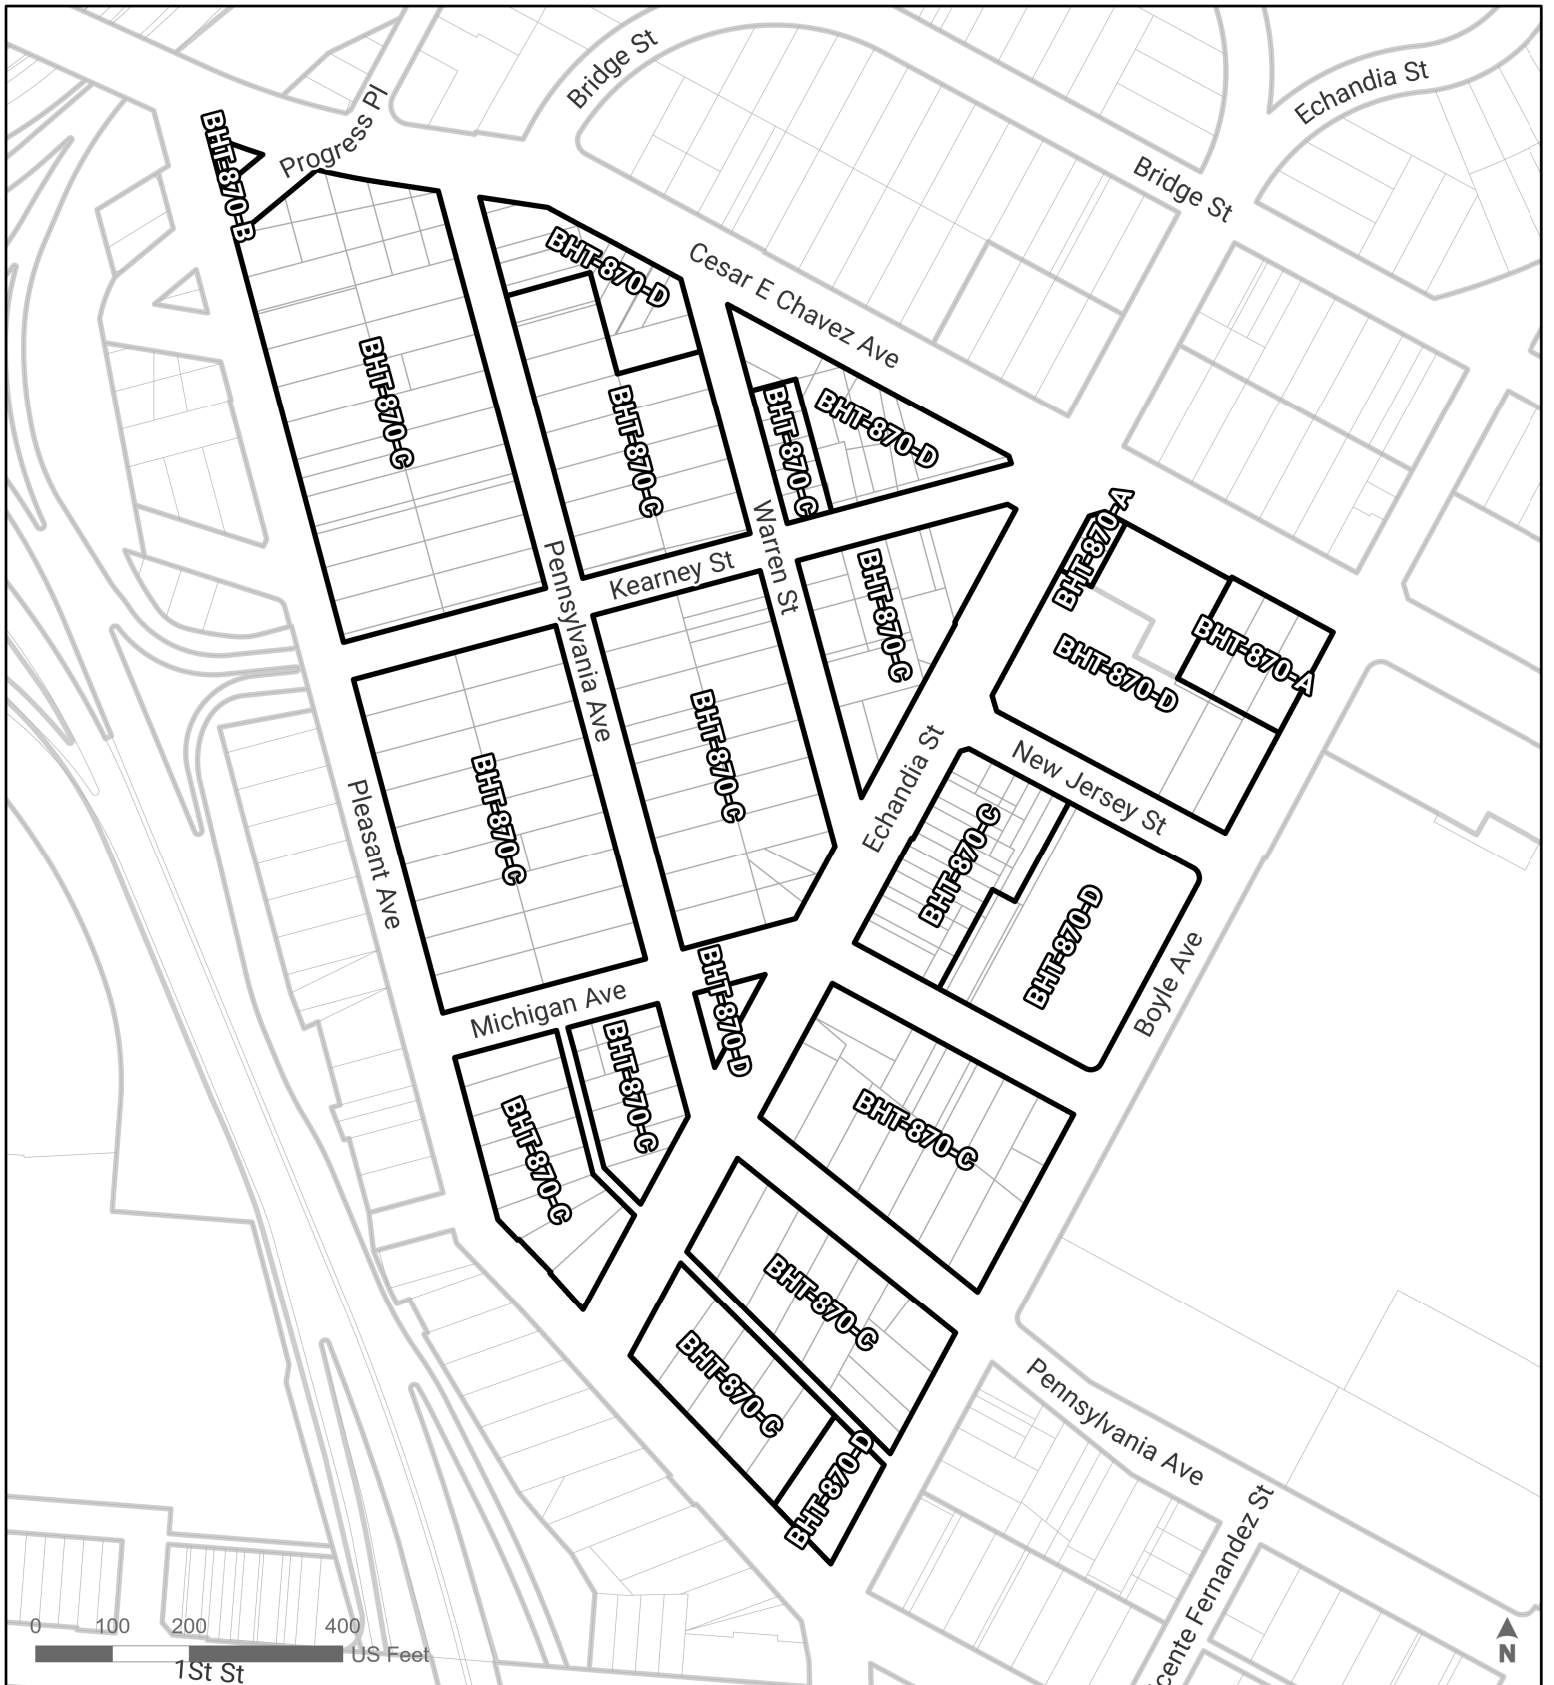 Bridge St
Echandia St
Progress Pl
BHT-870-B
Bridge St
BHT-870-D
Cesar E Chavez Ave
BHT-870-C
BHT-870-C
BHT-870-C
BHT-870-D
BHT-870-A
Warren St
Kearney St
Pennsylvania Ave
BHT-870-C
BHT-870-D
BHT-870-A
BHT-870-C
BHT-870-C
Pleasant Ave
Echandia St
New Jersey St
BHT-870-C
BHT-870-D
Boyle Ave
Michigan Ave
BHT-870-D
BHT-870-C
BHT-870-C
BHT-870-C
BHT-870-C
BHT-870-C
BHT-870-D
Pennsylvania Ave
cente Fernandez St
0 100 200 400
US Feet
1St St
N